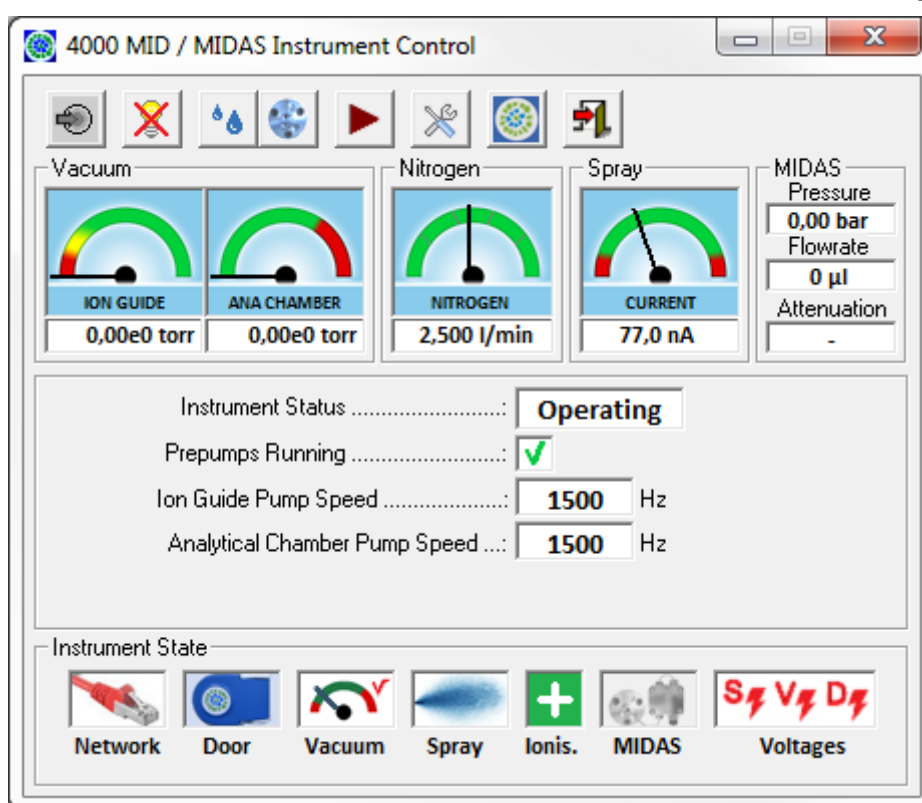 4000 MID / MIDAS Instrument Control
Vacuum
Nitrogen
Spray
MIDAS
Pressure
0,00 bar
Flowrate
0 µl
Attenuation
-
ION GUIDE
ANA CHAMBER
NITROGEN
CURRENT
0,00e0 torr
0,00e0 torr
2,500 l/min
77,0 nA
Instrument Status ........................: Operating
Prepumps Running ........................:
Ion Guide Pump Speed ...................: 1500 Hz
Analytical Chamber Pump Speed ...: 1500 Hz
Instrument State
S V D
Network Door Vacuum Spray Ionis. MIDAS Voltages